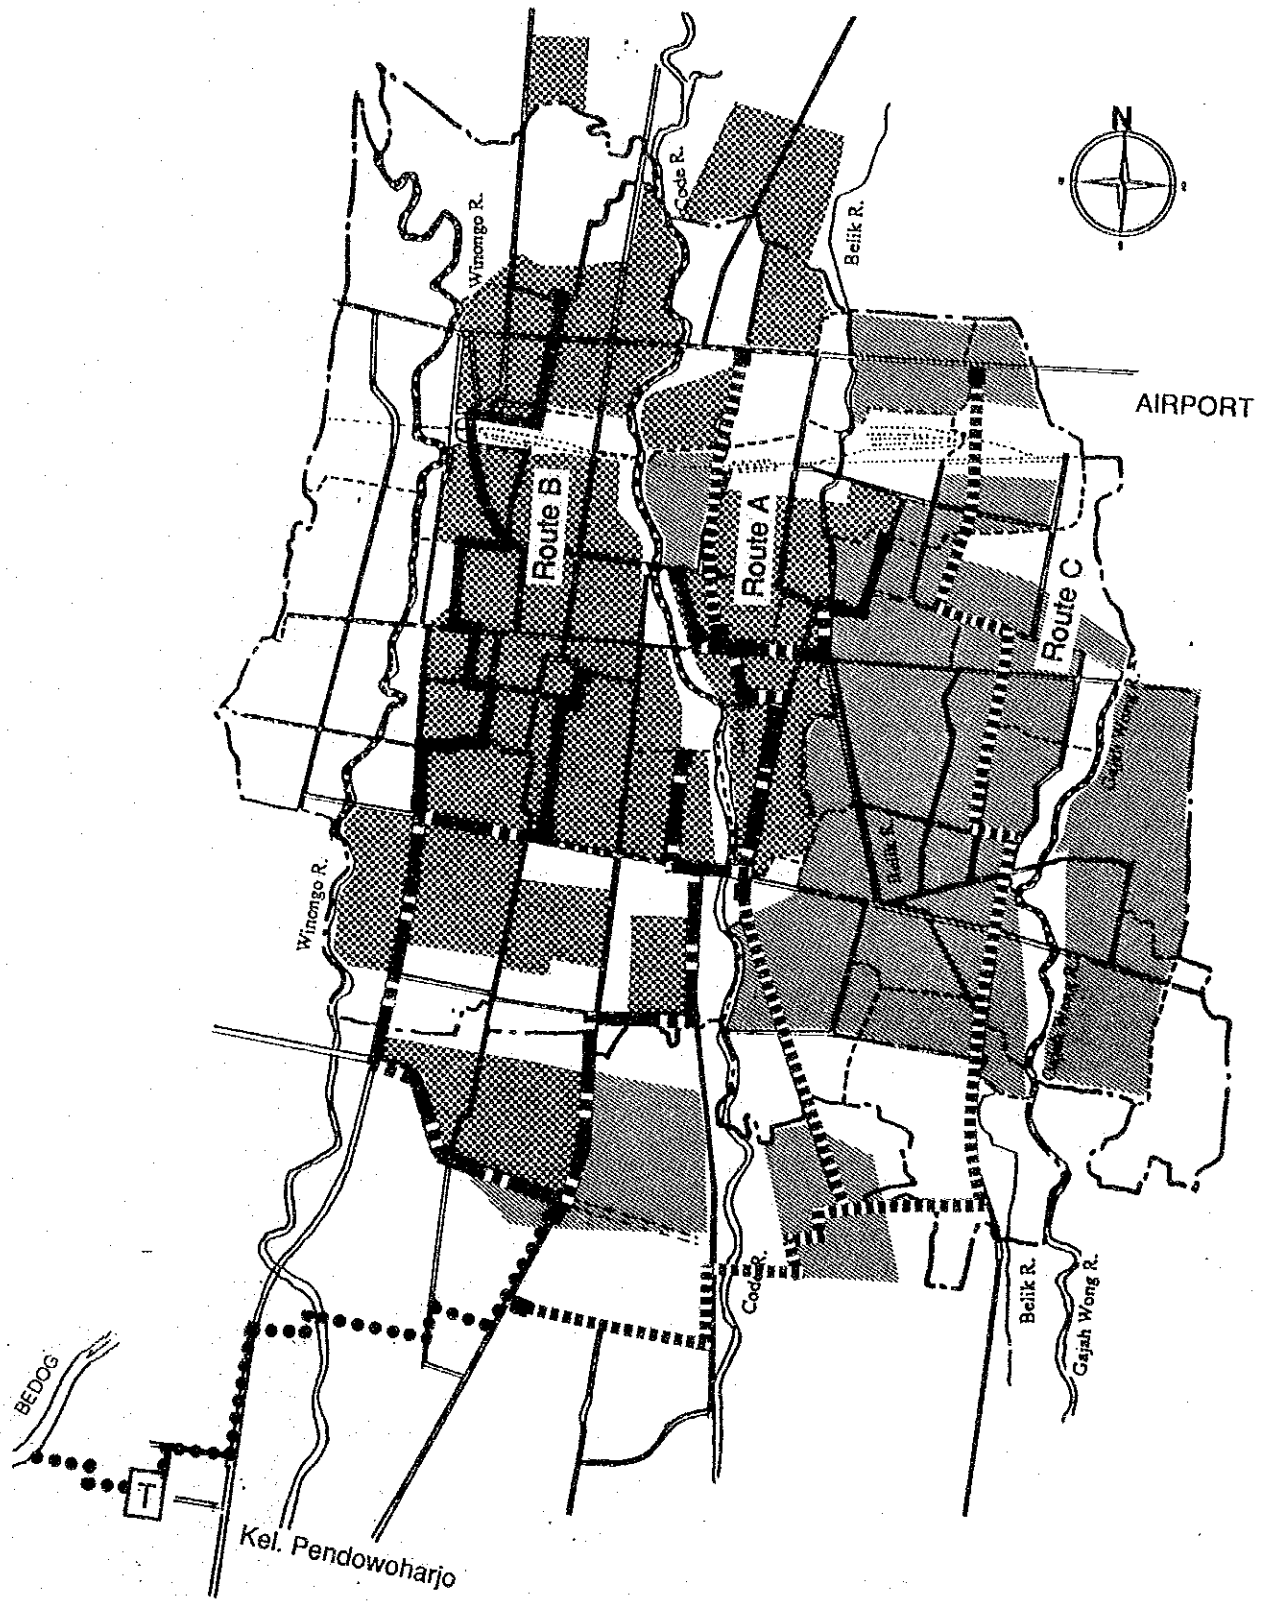 N
Code R.
Belik R.
Winongo R.
AIRPORT
Route B
Route A
Route C
Gajah Wong R.
Belik R.
Winongo R.
Code R.
Belik R.
Gajah Wong R.
BEDOG
T
Kel. Pendowoharjo